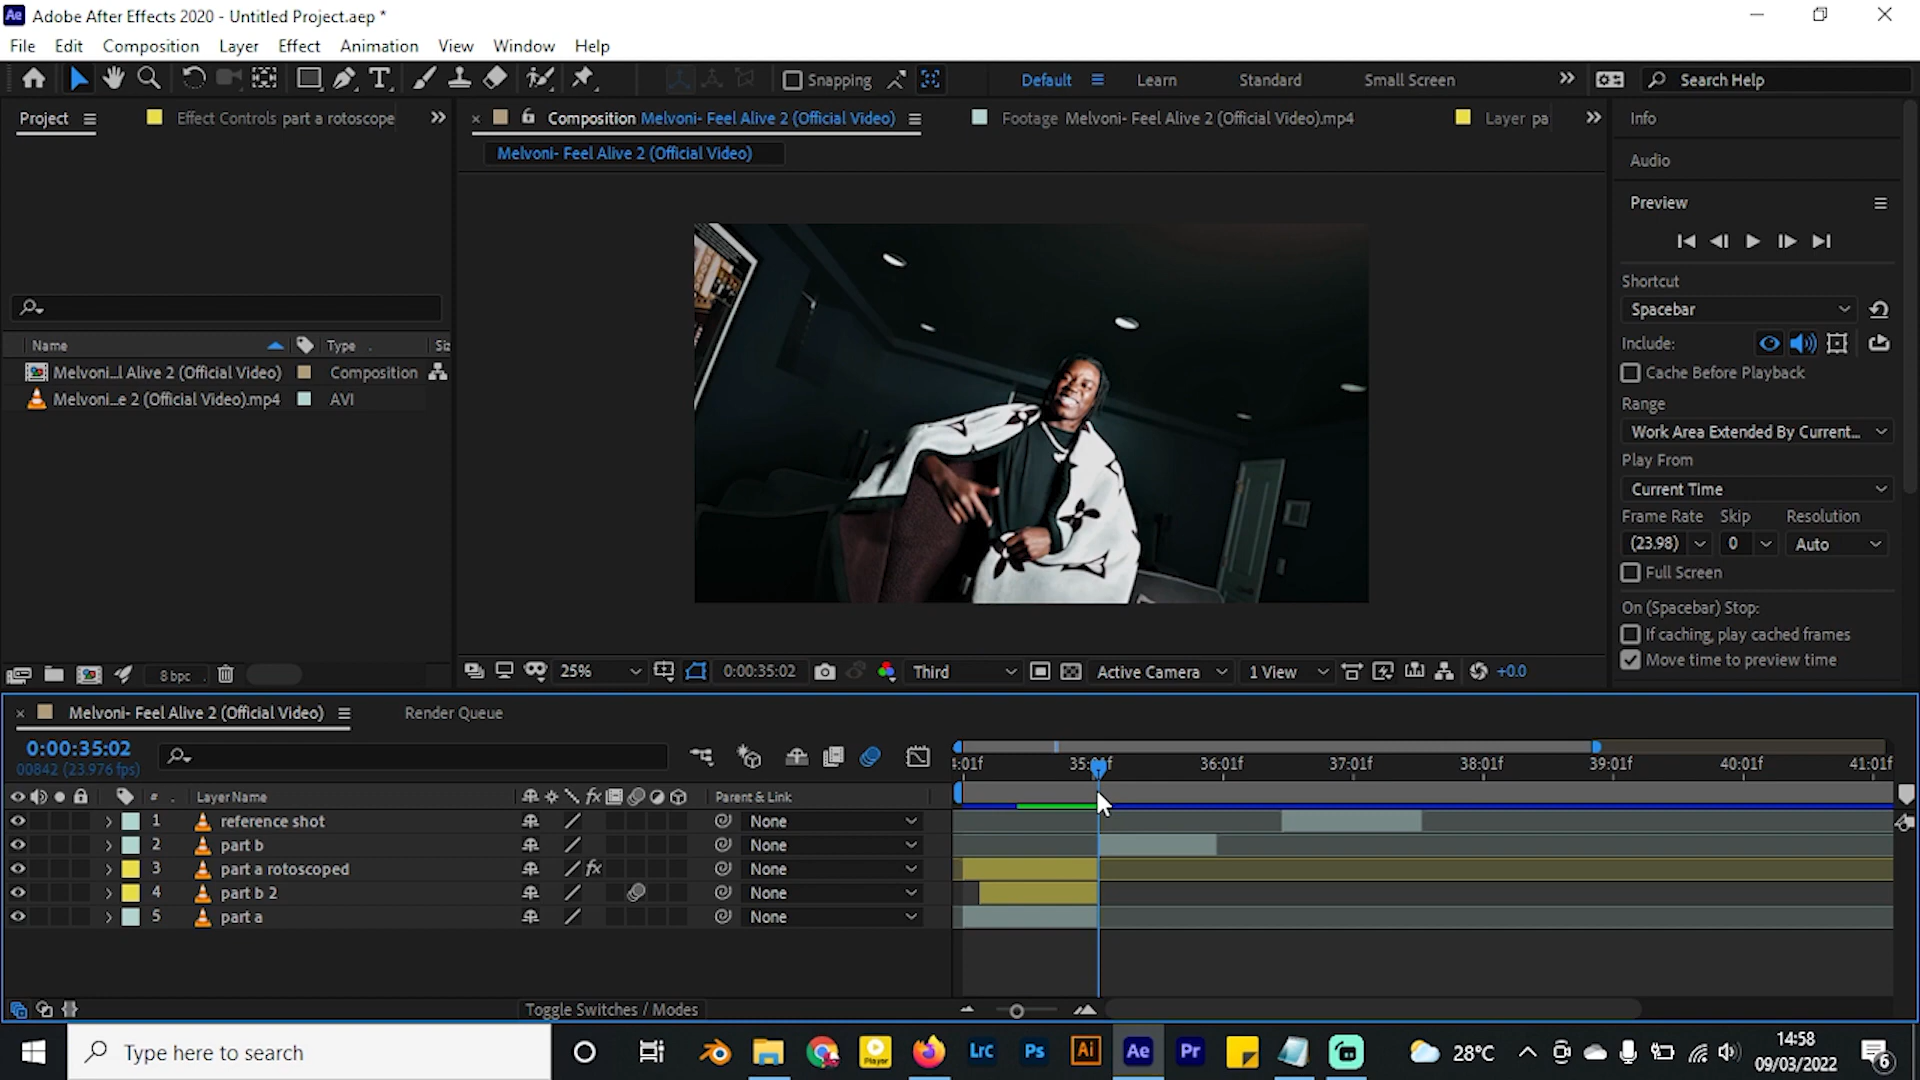 Adobe After Effects 2020 - Untitled Project.aep *
File Edit Composition Layer Effect Animation View Window Help
Snapping Default Learn Standard Small Screen Search Help
Project Effect Controls part a rotoscope Composition Melvoni- Feel Alive 2 (Official Video) Footage Melvoni- Feel Alive 2 (Official Video).mp4 Layer pa Info
Melvoni- Feel Alive 2 (Official Video)
Audio
Preview
Shortcut
Spacebar
Include:
Cache Before Playback
Range
Work Area Extended By Current...
Play From
Current Time
Frame Rate Skip Resolution
(23.98) 0 Auto
Full Screen
On (Spacebar) Stop:
If caching, play cached frames
Move time to preview time
Name Type Siz
Melvoni...l Alive 2 (Official Video) Composition
Melvoni...e 2 (Official Video).mp4 AVI
8 bpc 25% 0:00:35:02 Third Active Camera 1 View +0.0
Melvoni- Feel Alive 2 (Official Video) Render Queue
0:00:35:02
00842 (23.976 fps)
4:01f 35:01f 36:01f 37:01f 38:01f 39:01f 40:01f 41:01f
# Layer Name fx Parent & Link
1 reference shot None
2 part b None
3 part a rotoscoped fx None
4 part b 2 None
5 part a None
Toggle Switches / Modes
Type here to search Player Lrc Ps Ai Ae Pr 28°C 14:58 09/03/2022 6